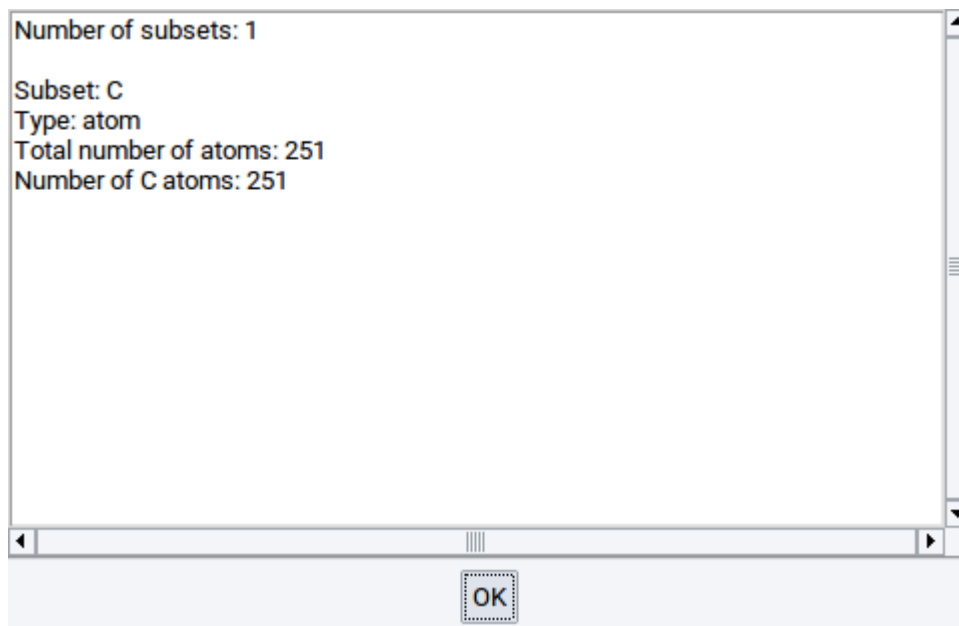 Number of subsets: 1
Subset: C
Type: atom
Total number of atoms: 251
Number of C atoms: 251
OK